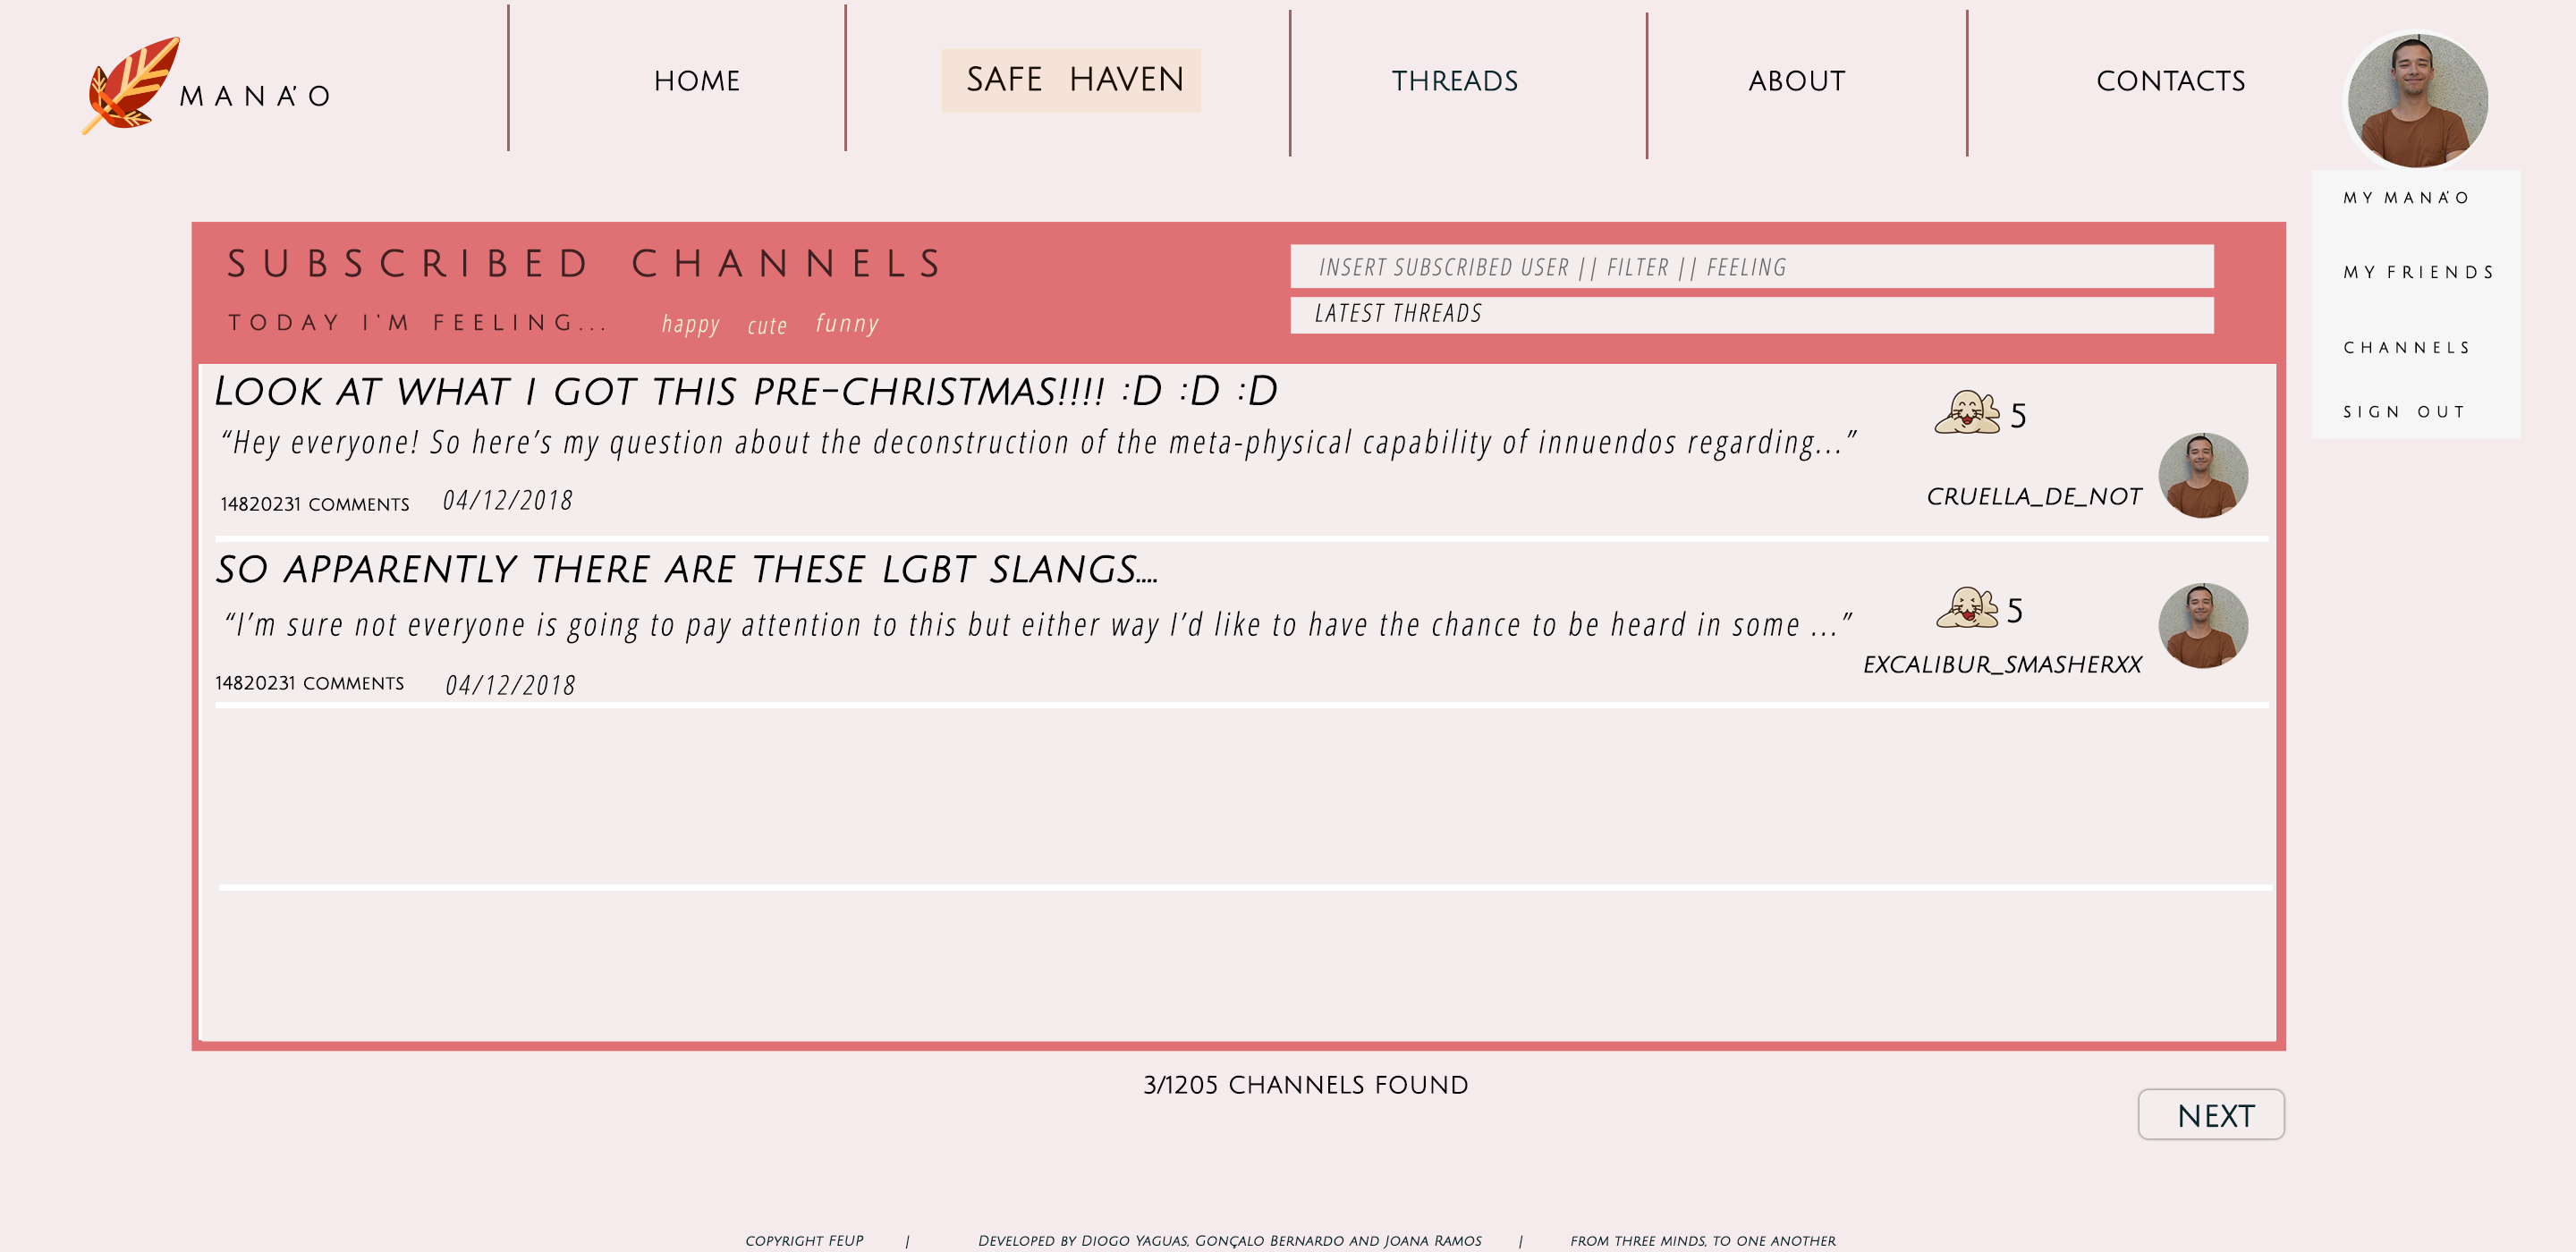 MANA'O
HOME
SAFE HAVEN
THREADS
ABOUT
CONTACTS
MY MANA'O
MY FRIENDS
CHANNELS
SIGN OUT
SUBSCRIBED CHANNELS
INSERT SUBSCRIBED USER || FILTER || FEELING
TODAY I'M FEELING... happy cute funny
LATEST THREADS
LOOK AT WHAT I GOT THIS PRE-CHRISTMAS!!!! :D :D :D
5
“Hey everyone! So here’s my question about the deconstruction of the meta-physical capability of innuendos regarding...”
14820231 COMMENTS 04/12/2018
CRUELLA_DE_NOT
SO APPARENTLY THERE ARE THESE LGBT SLANGS....
5
“I’m sure not everyone is going to pay attention to this but either way I’d like to have the chance to be heard in some ...”
EXCALIBUR_SMASHERXX
14820231 COMMENTS 04/12/2018
3/1205 CHANNELS FOUND
NEXT
COPYRIGHT FEUP | DEVELOPED BY DIOGO YAGUAS, GONÇALO BERNARDO AND JOANA RAMOS | FROM THREE MINDS, TO ONE ANOTHER